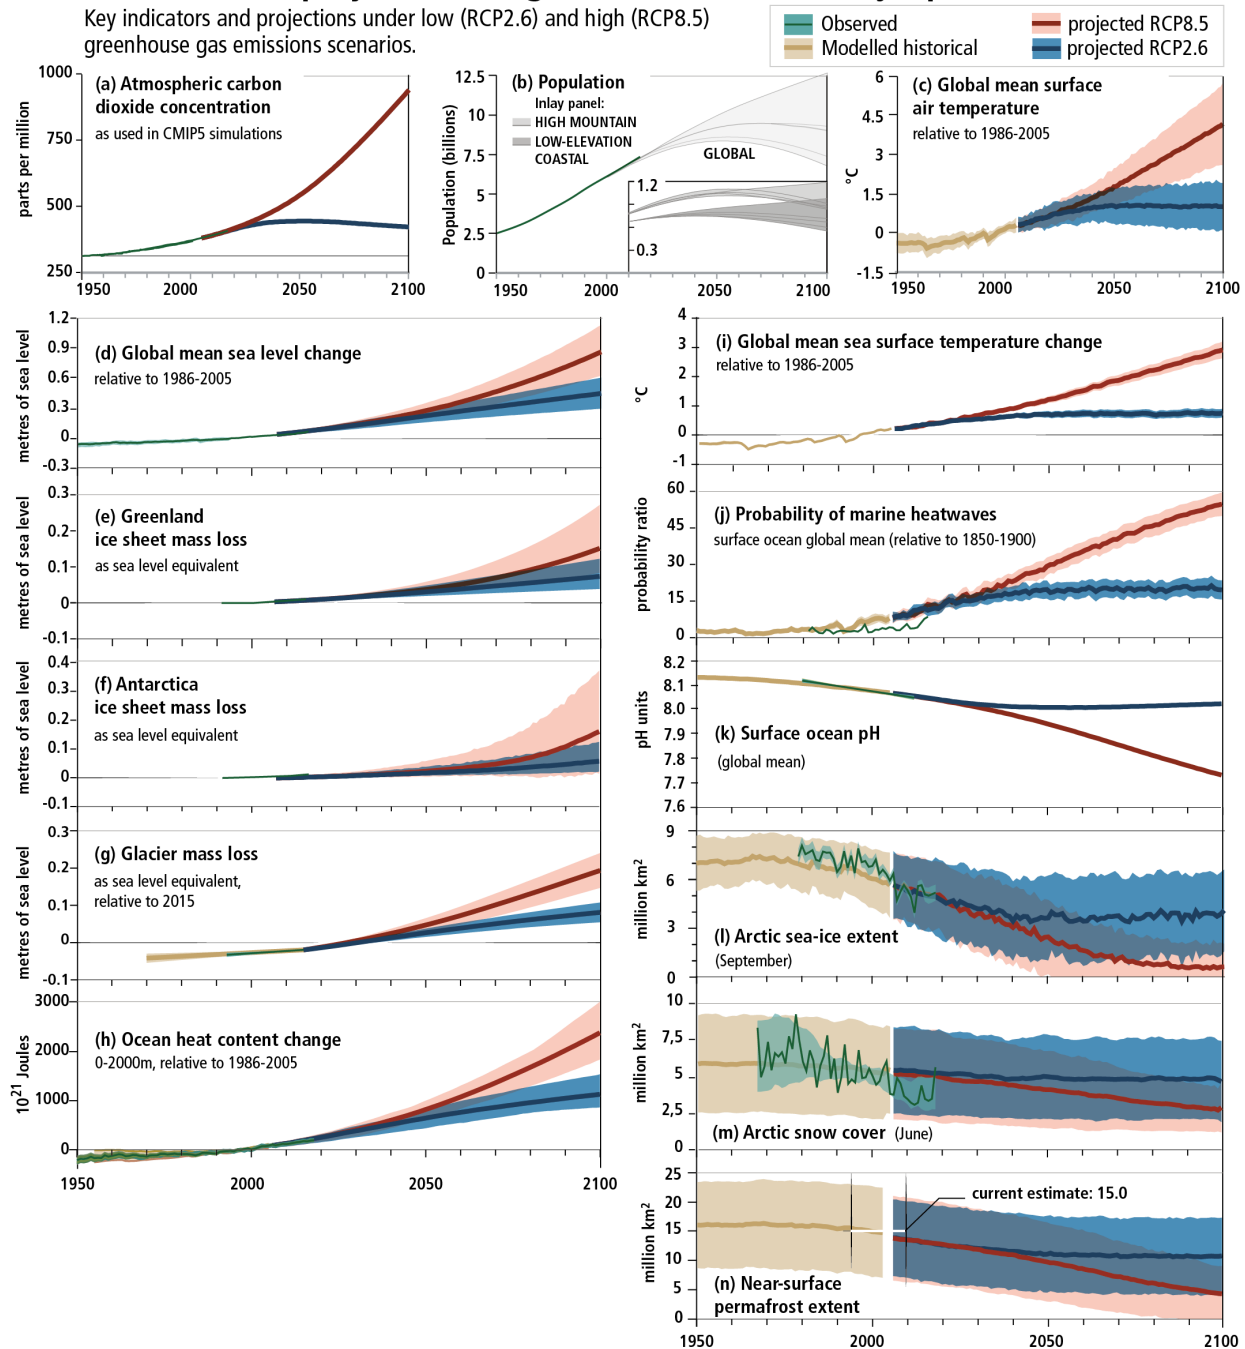 Key indicators and projections under low (RCP2.6) and high (RCP8.5)
greenhouse gas emissions scenarios.
Observed
Modelled historical
projected RCP8.5
projected RCP2.6
(a) Atmospheric carbon
dioxide concentration
as used in CMIP5 simulations
parts per million
1000
750
500
250
1950
2000
2050
2100
(b) Population
Inlay panel:
HIGH MOUNTAIN
LOW-ELEVATION
COASTAL
GLOBAL
Population (billions)
12.5
10
7.5
5
2.5
0
1.2
0.3
1950
2000
2050
2100
(c) Global mean surface
air temperature
relative to 1986-2005
°C
6
4.5
3
1.5
0
-1.5
1950
2000
2050
2100
(d) Global mean sea level change
relative to 1986-2005
metres of sea level
1.2
0.9
0.6
0.3
0
-0.3
(e) Greenland
ice sheet mass loss
as sea level equivalent
metres of sea level
0.3
0.2
0.1
0
-0.1
(f) Antarctica
ice sheet mass loss
as sea level equivalent
metres of sea level
0.4
0.3
0.2
0.1
0
-0.1
(g) Glacier mass loss
as sea level equivalent,
relative to 2015
metres of sea level
0.3
0.2
0.1
0
-0.1
(h) Ocean heat content change
0-2000m, relative to 1986-2005
10²¹ Joules
3000
2000
1000
0
1950
2000
2050
2100
(i) Global mean sea surface temperature change
relative to 1986-2005
°C
4
3
2
1
0
-1
(j) Probability of marine heatwaves
surface ocean global mean (relative to 1850-1900)
probability ratio
60
45
30
15
0
(k) Surface ocean pH
(global mean)
pH units
8.2
8.1
8.0
7.9
7.8
7.7
7.6
(l) Arctic sea-ice extent
(September)
million km²
9
6
3
0
(m) Arctic snow cover (June)
million km²
10
7.5
5
2.5
0
(n) Near-surface
permafrost extent
current estimate: 15.0
million km²
25
20
15
10
5
0
1950
2000
2050
2100